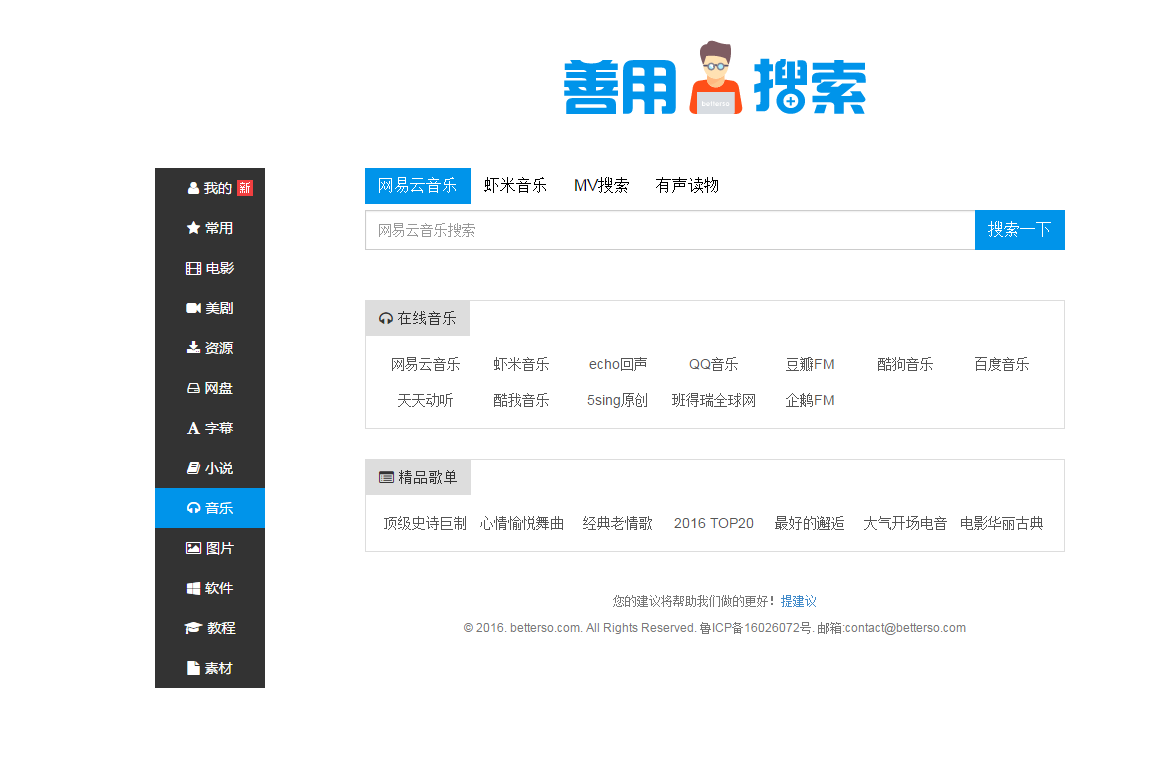 善用 betterso 搜索
我的 新
常用
电影
美剧
资源
网盘
字幕
小说
音乐
图片
软件
教程
素材
网易云音乐 虾米音乐 MV搜索 有声读物
网易云音乐搜索 搜索一下
在线音乐
网易云音乐 虾米音乐 echo回声 QQ音乐 豆瓣FM 酷狗音乐 百度音乐
天天动听 酷我音乐 5sing原创 班得瑞全球网 企鹅FM
精品歌单
顶级史诗巨制 心情愉悦舞曲 经典老情歌 2016 TOP20 最好的邂逅 大气开场电音 电影华丽古典
您的建议将帮助我们做的更好！提建议
© 2016. betterso.com. All Rights Reserved. 鲁ICP备16026072号. 邮箱:contact@betterso.com